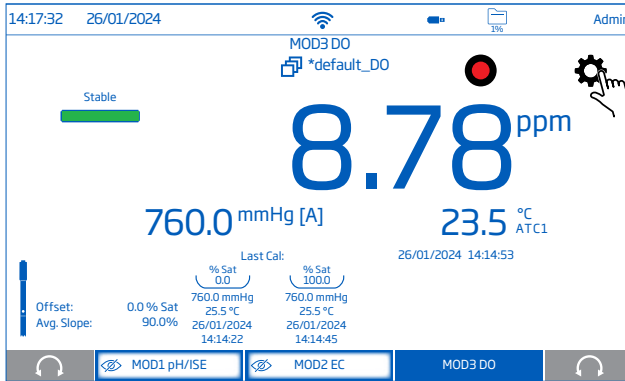 14:17:32 26/01/2024 1% Admin
MOD3 DO
*default_DO
Stable
8.78 ppm
760.0 mmHg [A] 23.5 °C
ATC1
Last Cal: 26/01/2024 14:14:53
% Sat % Sat
0.0 100.0
760.0 mmHg 760.0 mmHg
Offset: 0.0 % Sat 25.5 °C 25.5 °C
Avg. Slope: 90.0% 26/01/2024 26/01/2024
14:14:22 14:14:45
MOD1 pH/ISE MOD2 EC MOD3 DO